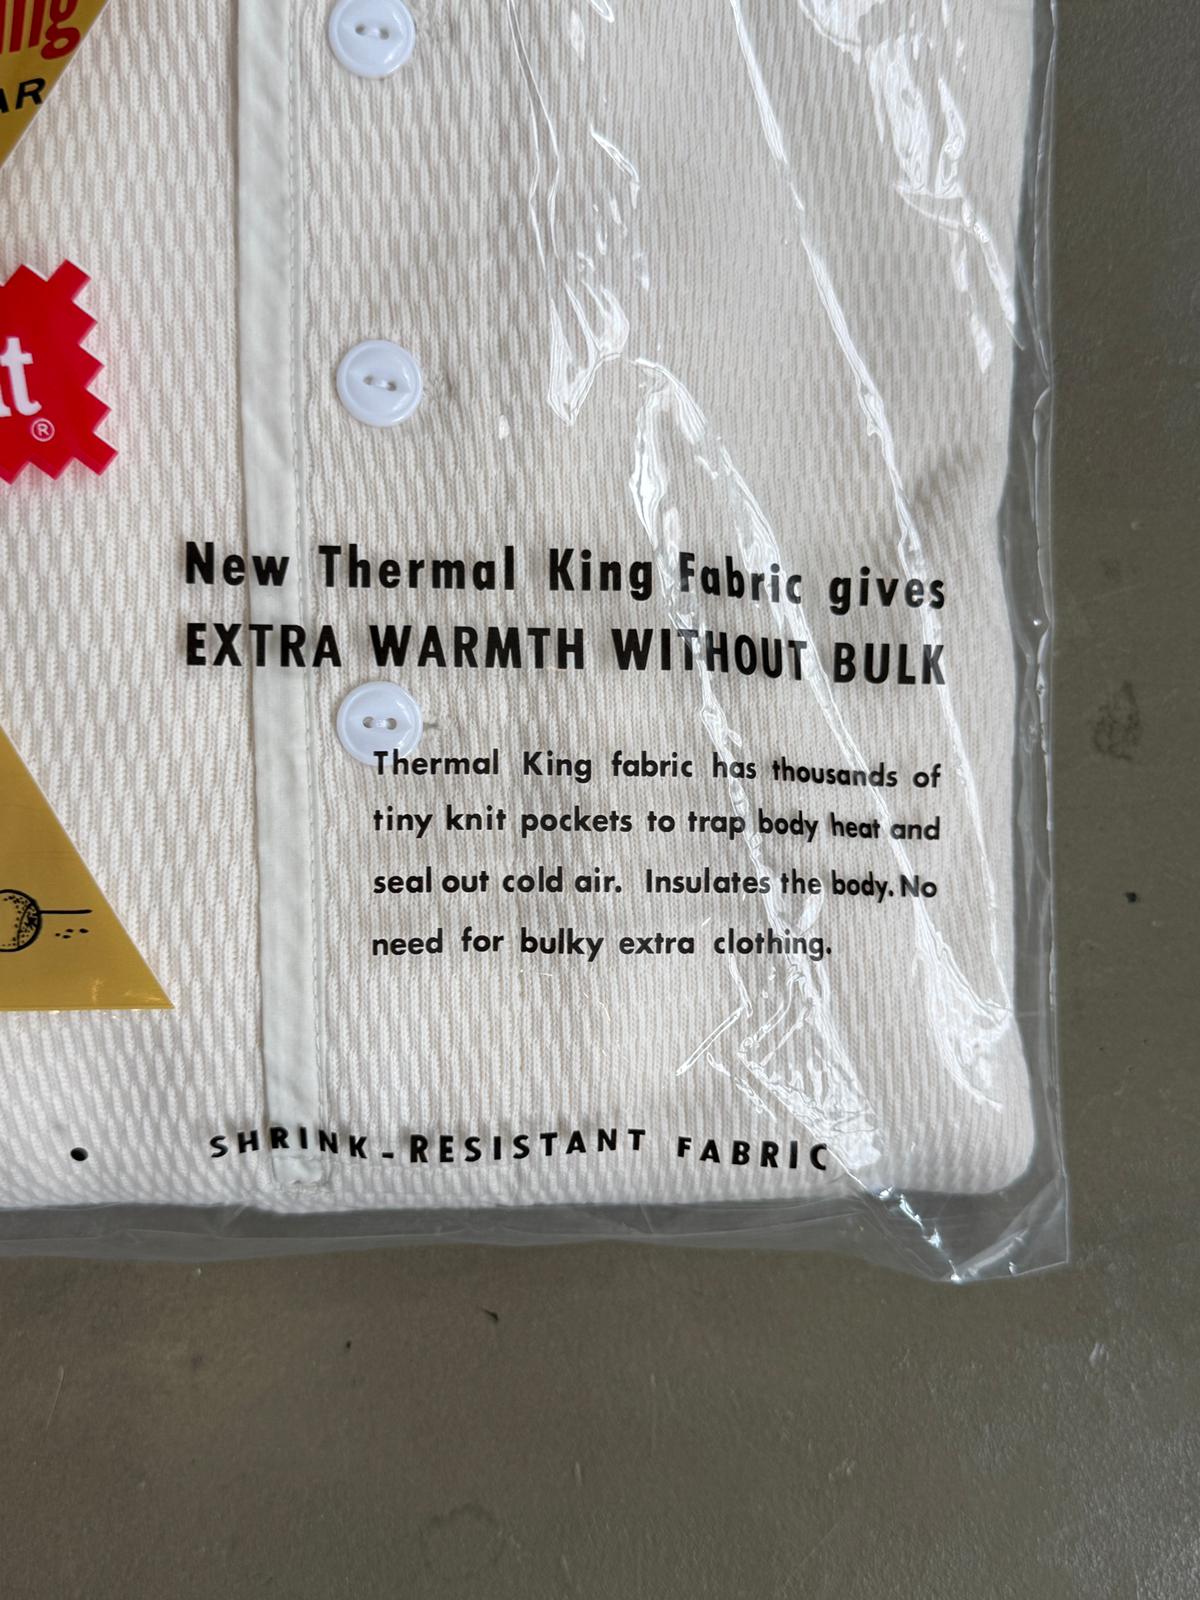 AR
®
New Thermal King Fabric gives
EXTRA WARMTH WITHOUT BULK
Thermal King fabric has thousands of
tiny knit pockets to trap body heat and
seal out cold air. Insulates the body. No
need for bulky extra clothing.
• SHRINK-RESISTANT FABRIC